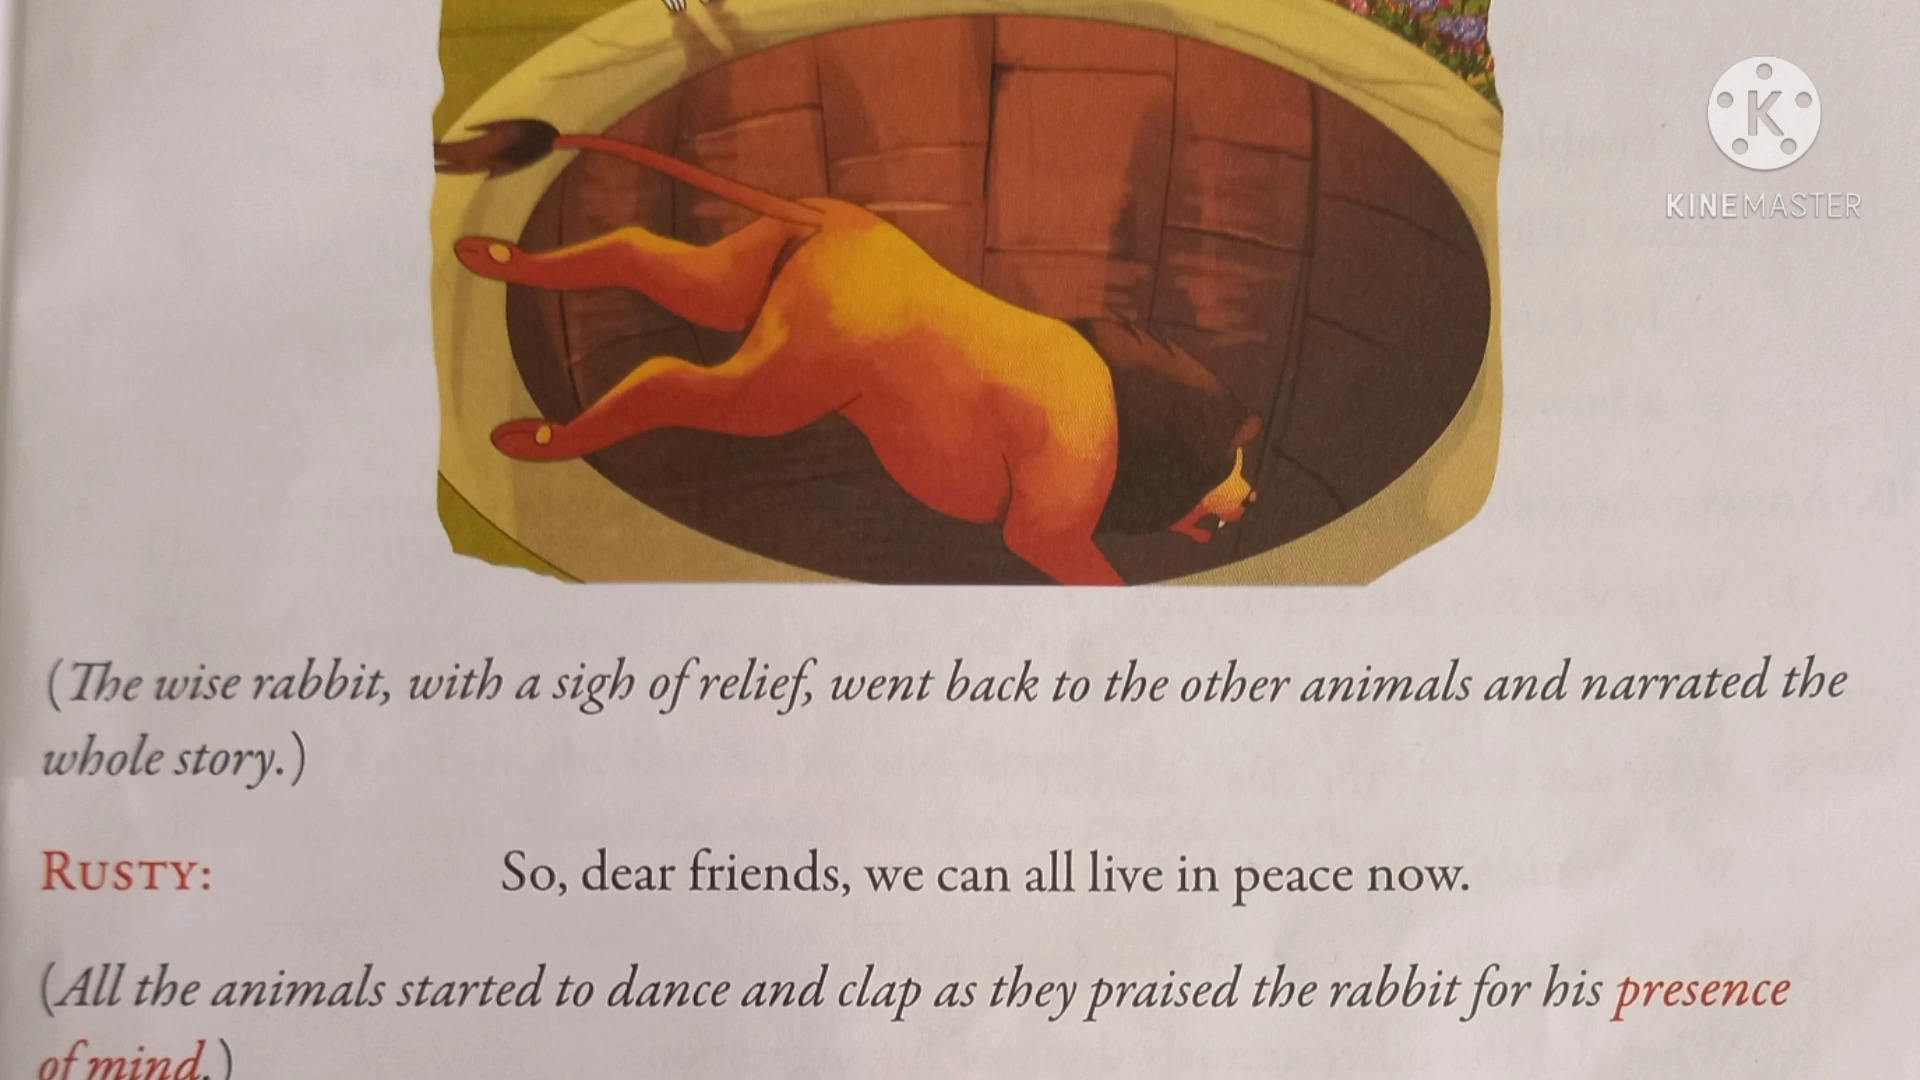 K
KINEMASTER
(The wise rabbit, with a sigh of relief, went back to the other animals and narrated the
whole story.)
RUSTY: So, dear friends, we can all live in peace now.
(All the animals started to dance and clap as they praised the rabbit for his presence
of mind.)